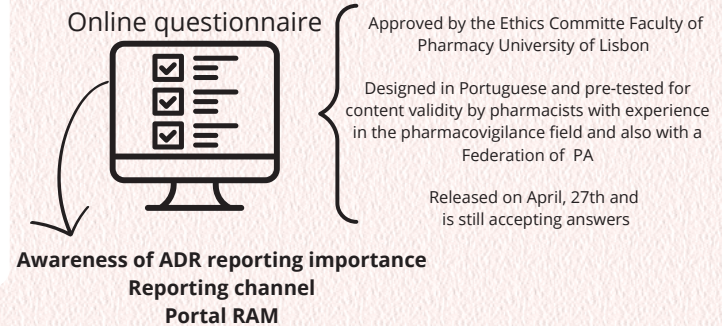 Online questionnaire
Approved by the Ethics Committe Faculty of
Pharmacy University of Lisbon
Designed in Portuguese and pre-tested for
content validity by pharmacists with experience
in the pharmacovigilance field and also with a
Federation of PA
Released on April, 27th and
is still accepting answers
Awareness of ADR reporting importance
Reporting channel
Portal RAM